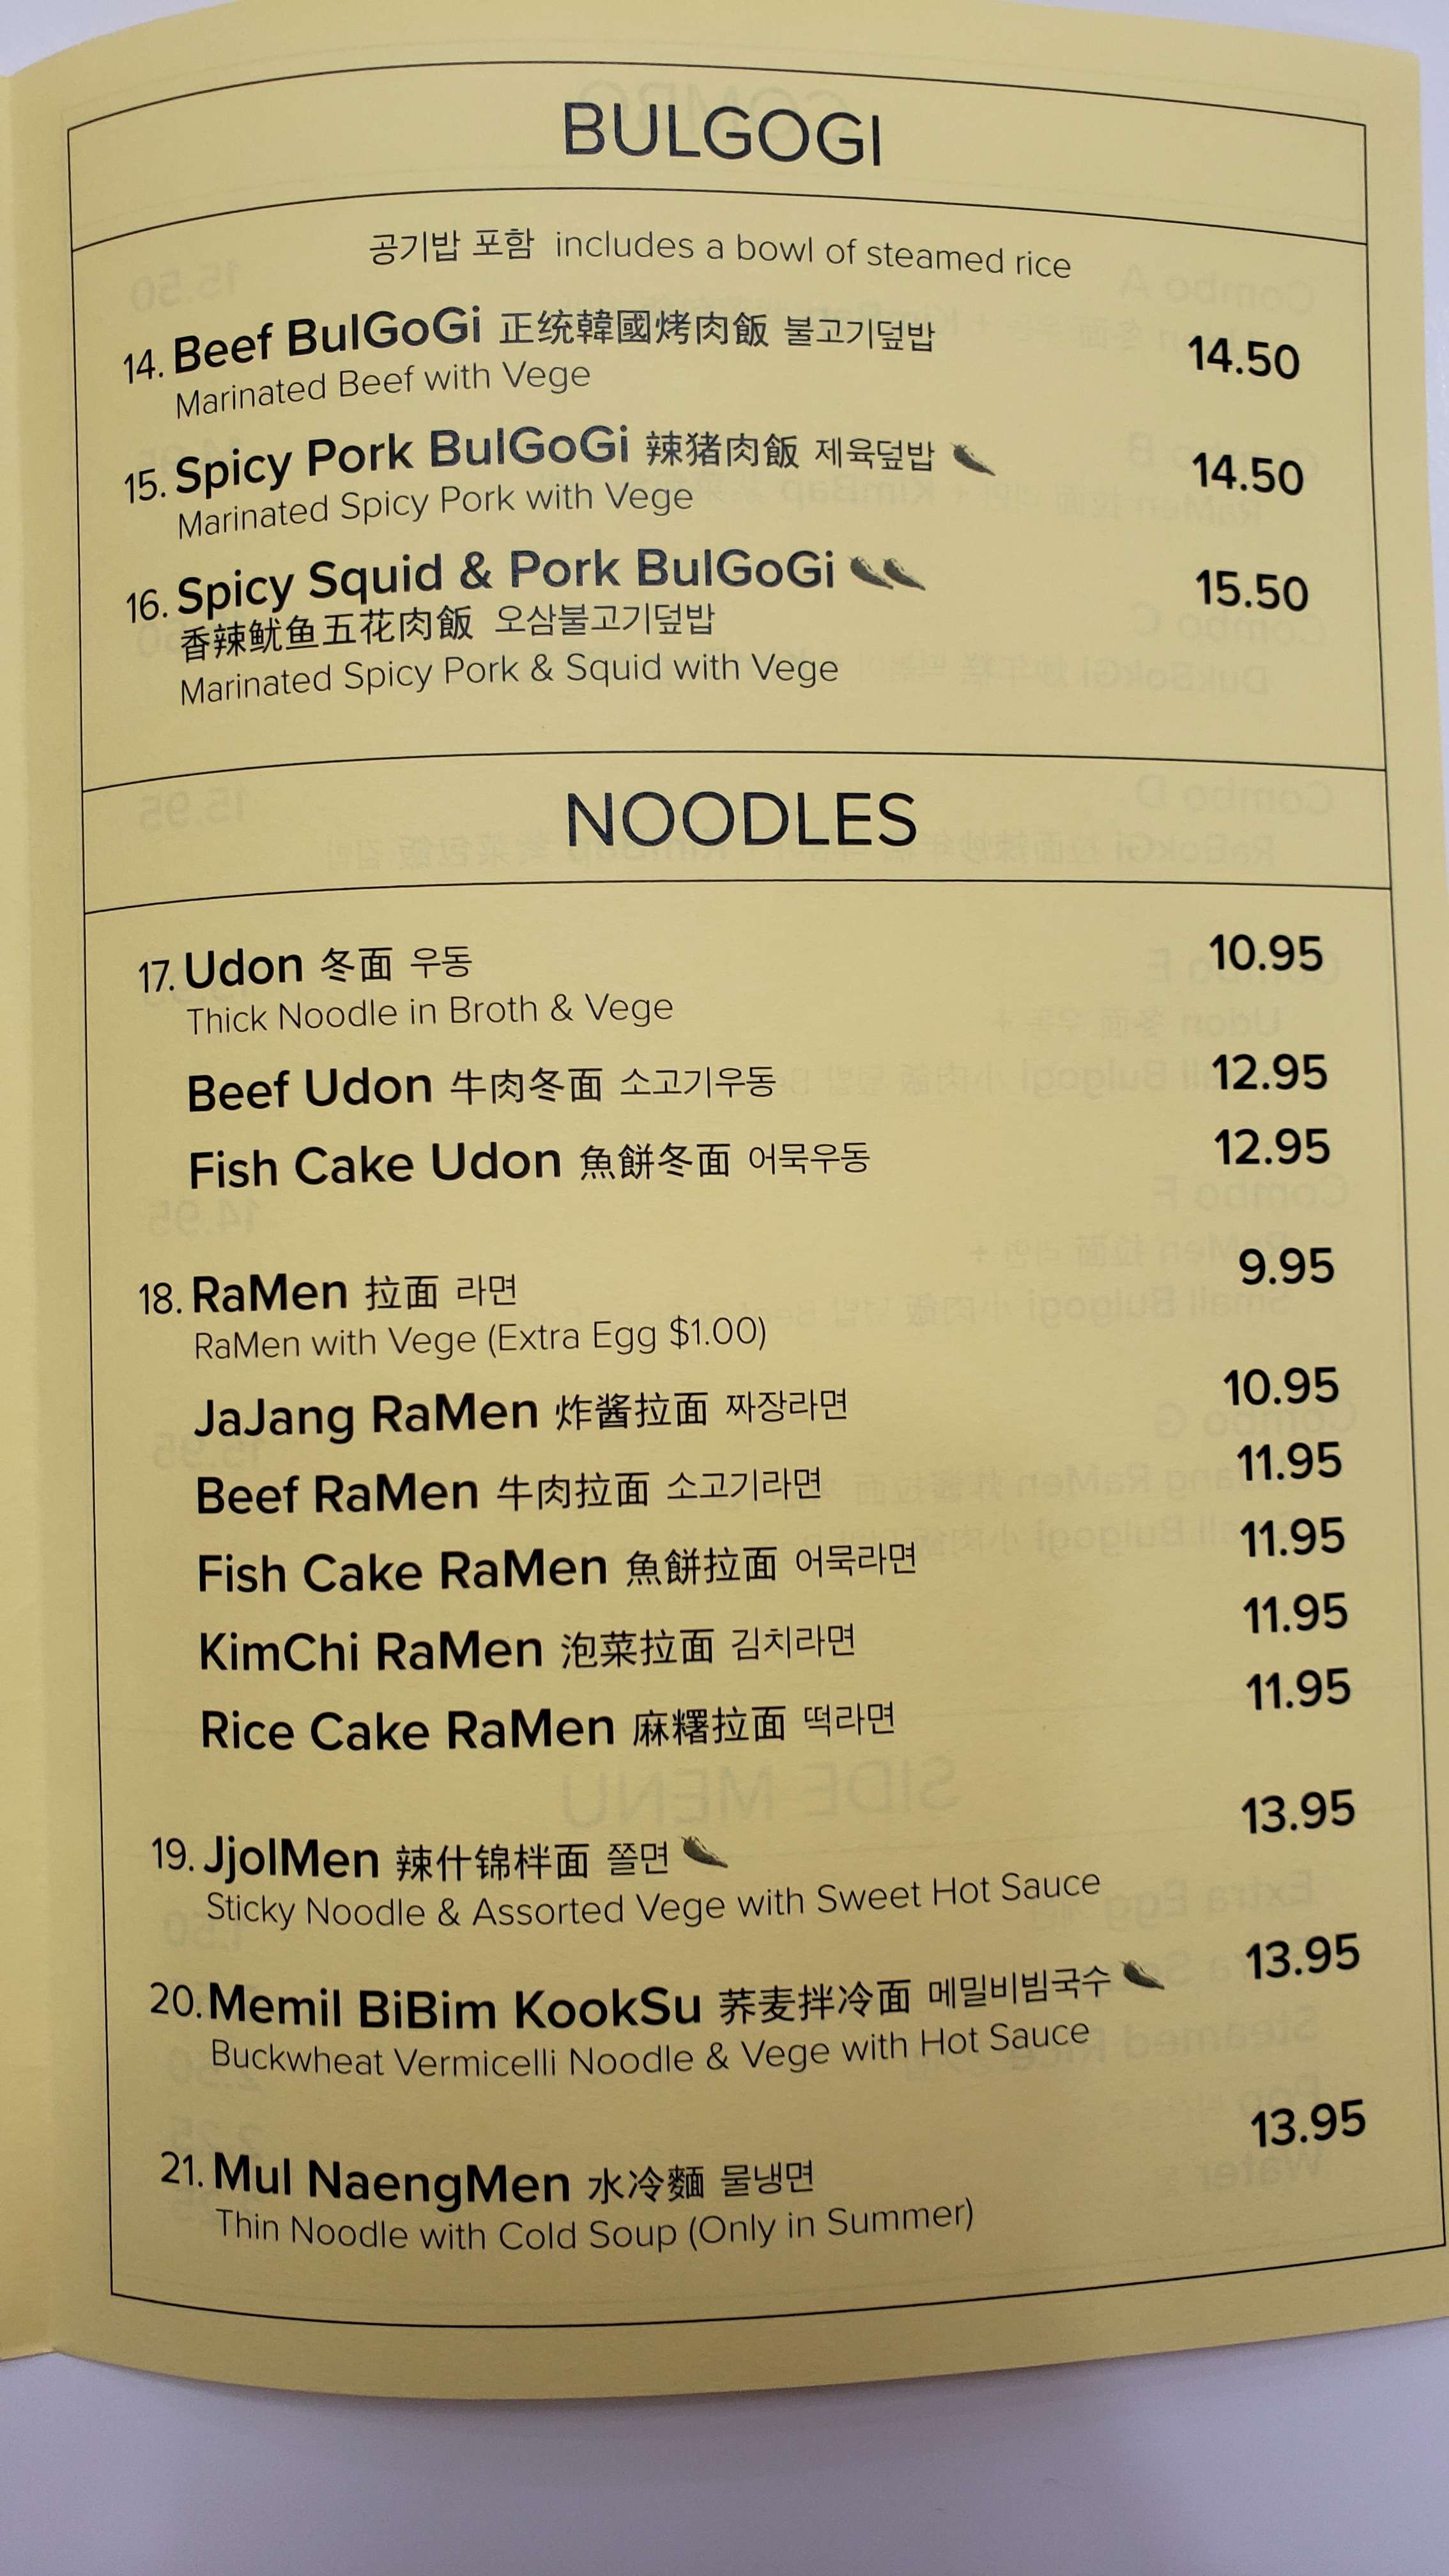 BULGOGI
공기밥 포함 includes a bowl of steamed rice
14. Beef BulGoGi 正统韓國烤肉飯 불고기덮밥 14.50
Marinated Beef with Vege
15. Spicy Pork BulGoGi 辣猪肉飯 제육덮밥 14.50
Marinated Spicy Pork with Vege
16. Spicy Squid & Pork BulGoGi 15.50
香辣鱿鱼五花肉飯 오삼불고기덮밥
Marinated Spicy Pork & Squid with Vege
NOODLES
17. Udon 冬面 우동 10.95
Thick Noodle in Broth & Vege
Beef Udon 牛肉冬面 소고기우동 12.95
Fish Cake Udon 魚餅冬面 어묵우동 12.95
18. RaMen 拉面 라면 9.95
RaMen with Vege (Extra Egg $1.00)
JaJang RaMen 炸酱拉面 짜장라면 10.95
Beef RaMen 牛肉拉面 소고기라면 11.95
Fish Cake RaMen 魚餅拉面 어묵라면 11.95
KimChi RaMen 泡菜拉面 김치라면 11.95
Rice Cake RaMen 麻糬拉面 떡라면 11.95
19. JjolMen 辣什锦柈面 쫄면 13.95
Sticky Noodle & Assorted Vege with Sweet Hot Sauce
20. Memil BiBim KookSu 荞麦拌冷面 메밀비빔국수 13.95
Buckwheat Vermicelli Noodle & Vege with Hot Sauce
21. Mul NaengMen 水冷麵 물냉면 13.95
Thin Noodle with Cold Soup (Only in Summer)